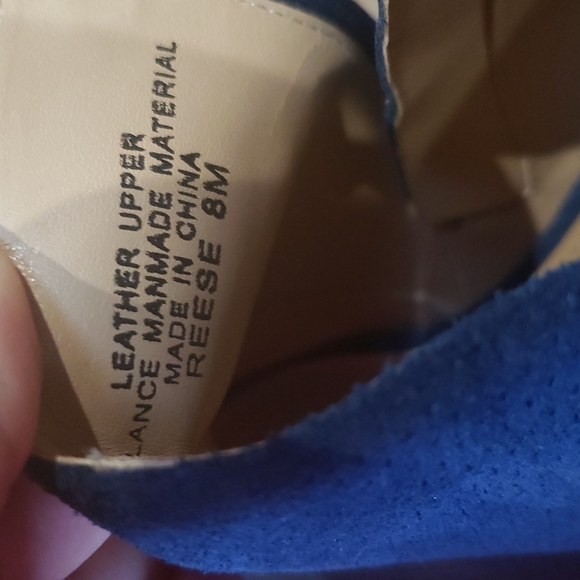 LEATHER UPPER
LANCE MANMADE MATERIAL
MADE IN CHINA
REESE 8M